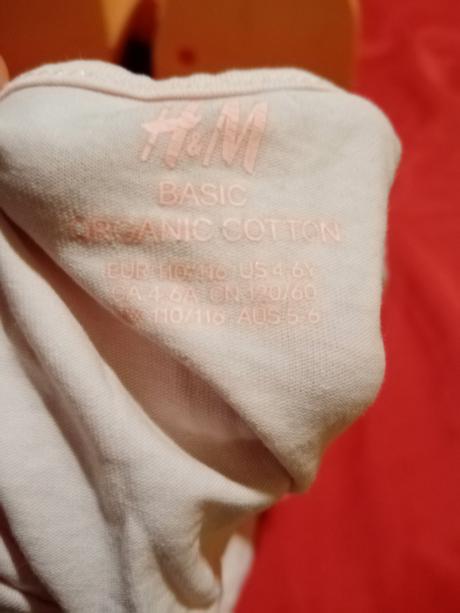 H&M
BASIC
ORGANIC COTTON
EUR 110/116 US 4-6Y
CA 4-6A CN 120/60
110/116 AUS 5-6